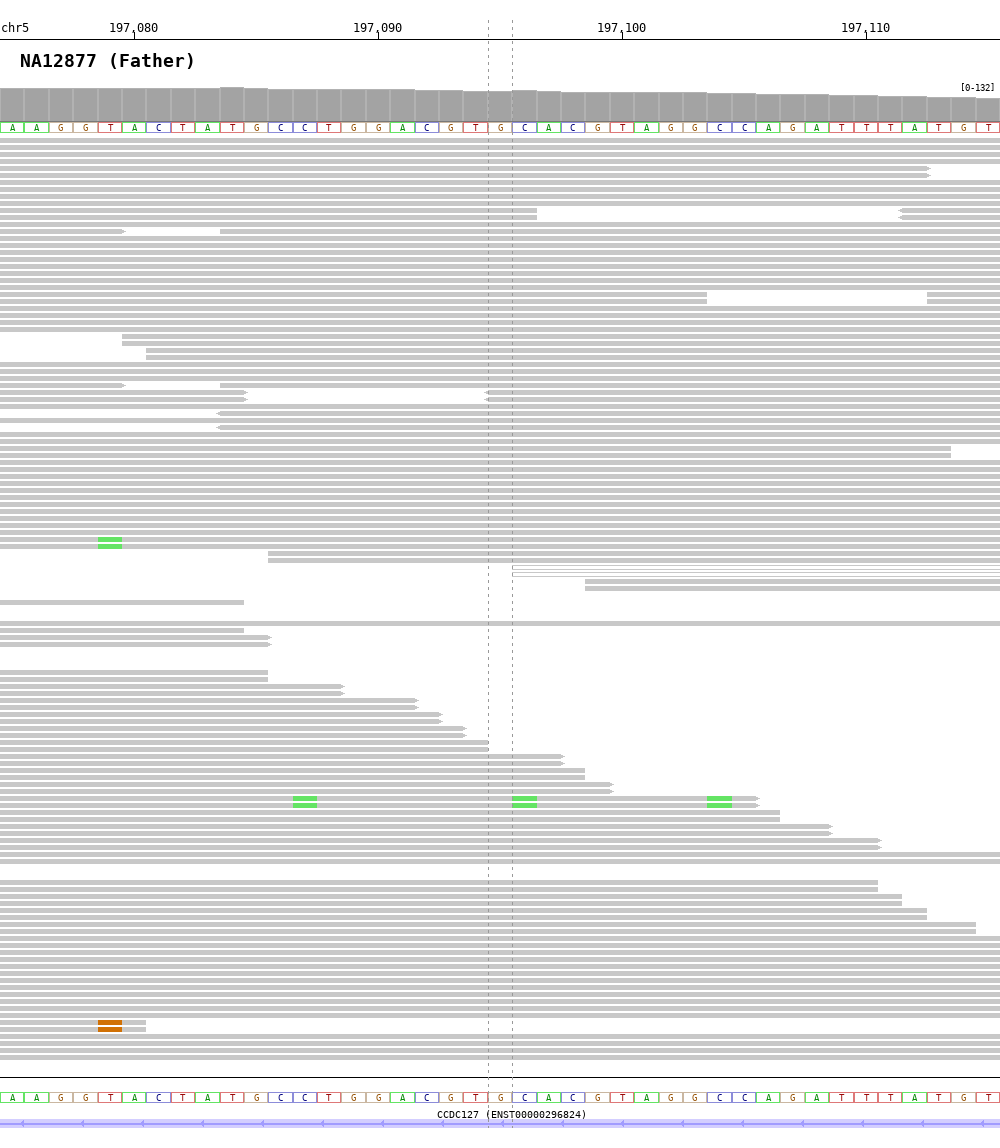 chr5 197,080 197,090 197,100 197,110
NA12877 (Father)
[0-132]
A A G G T A C T A T G C C T G G A C G T G C A C G T A G G C C A G A T T T A T G T
A A G G T A C T A T G C C T G G A C G T G C A C G T A G G C C A G A T T T A T G T
CCDC127 (ENST00000296824)